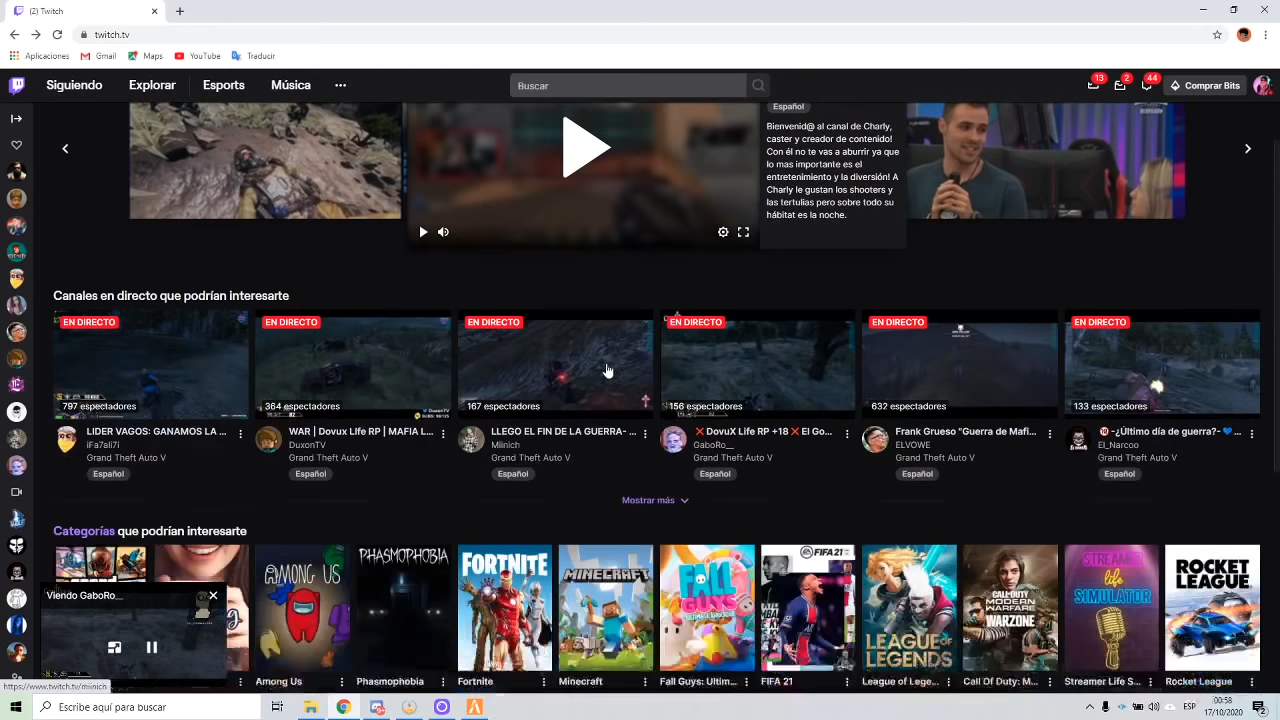 (2) Twitch
twitch.tv
Aplicaciones
Gmail
Maps
YouTube
Traducir
Siguiendo
Explorar
Esports
Música
Buscar
13
2
44
Comprar Bits
Español
Bienvenid@ al canal de Charly,
caster y creador de contenido!
Con él no te vas a aburrir ya que
lo mas importante es el
entretenimiento y la diversión! A
Charly le gustan los shooters y
las tertulias pero sobre todo su
hábitat es la noche.
Canales en directo que podrían interesarte
EN DIRECTO
797 espectadores
LIDER VAGOS: GANAMOS LA ...
iFa7ali7i
Grand Theft Auto V
Español
EN DIRECTO
364 espectadores
DuxonTV
WAR | Dovux LIfe RP | MAFIA L...
DuxonTV
Grand Theft Auto V
Español
EN DIRECTO
167 espectadores
LLEGO EL FIN DE LA GUERRA- ...
Miinich
Grand Theft Auto V
Español
EN DIRECTO
156 espectadores
❌DovuX Life RP +18❌El Go...
GaboRo__
Grand Theft Auto V
Español
EN DIRECTO
632 espectadores
Frank Grueso "Guerra de Mafi...
ELVOWE
Grand Theft Auto V
Español
EN DIRECTO
133 espectadores
🔞-¿Último día de guerra?- 💙...
El_Narcoo
Grand Theft Auto V
Español
Mostrar más
Categorías que podrían interesarte
AMONG US
PHASMOPHOBIA
FORTNITE
MINECRAFT
FALL GUYS
FIFA 21
LEAGUE OF LEGENDS
CALL OF DUTY MODERN WARFARE WARZONE
STREAMER life SIMULATOR
ROCKET LEAGUE
Viendo GaboRo__
Among Us
Phasmophobia
Fortnite
Minecraft
Fall Guys: Ultim...
FIFA 21
League of Lege...
Call Of Duty: M...
Streamer Life S...
Rocket League
https://www.twitch.tv/miinich
Escribe aquí para buscar
ESP
00:58
17/10/2020
2